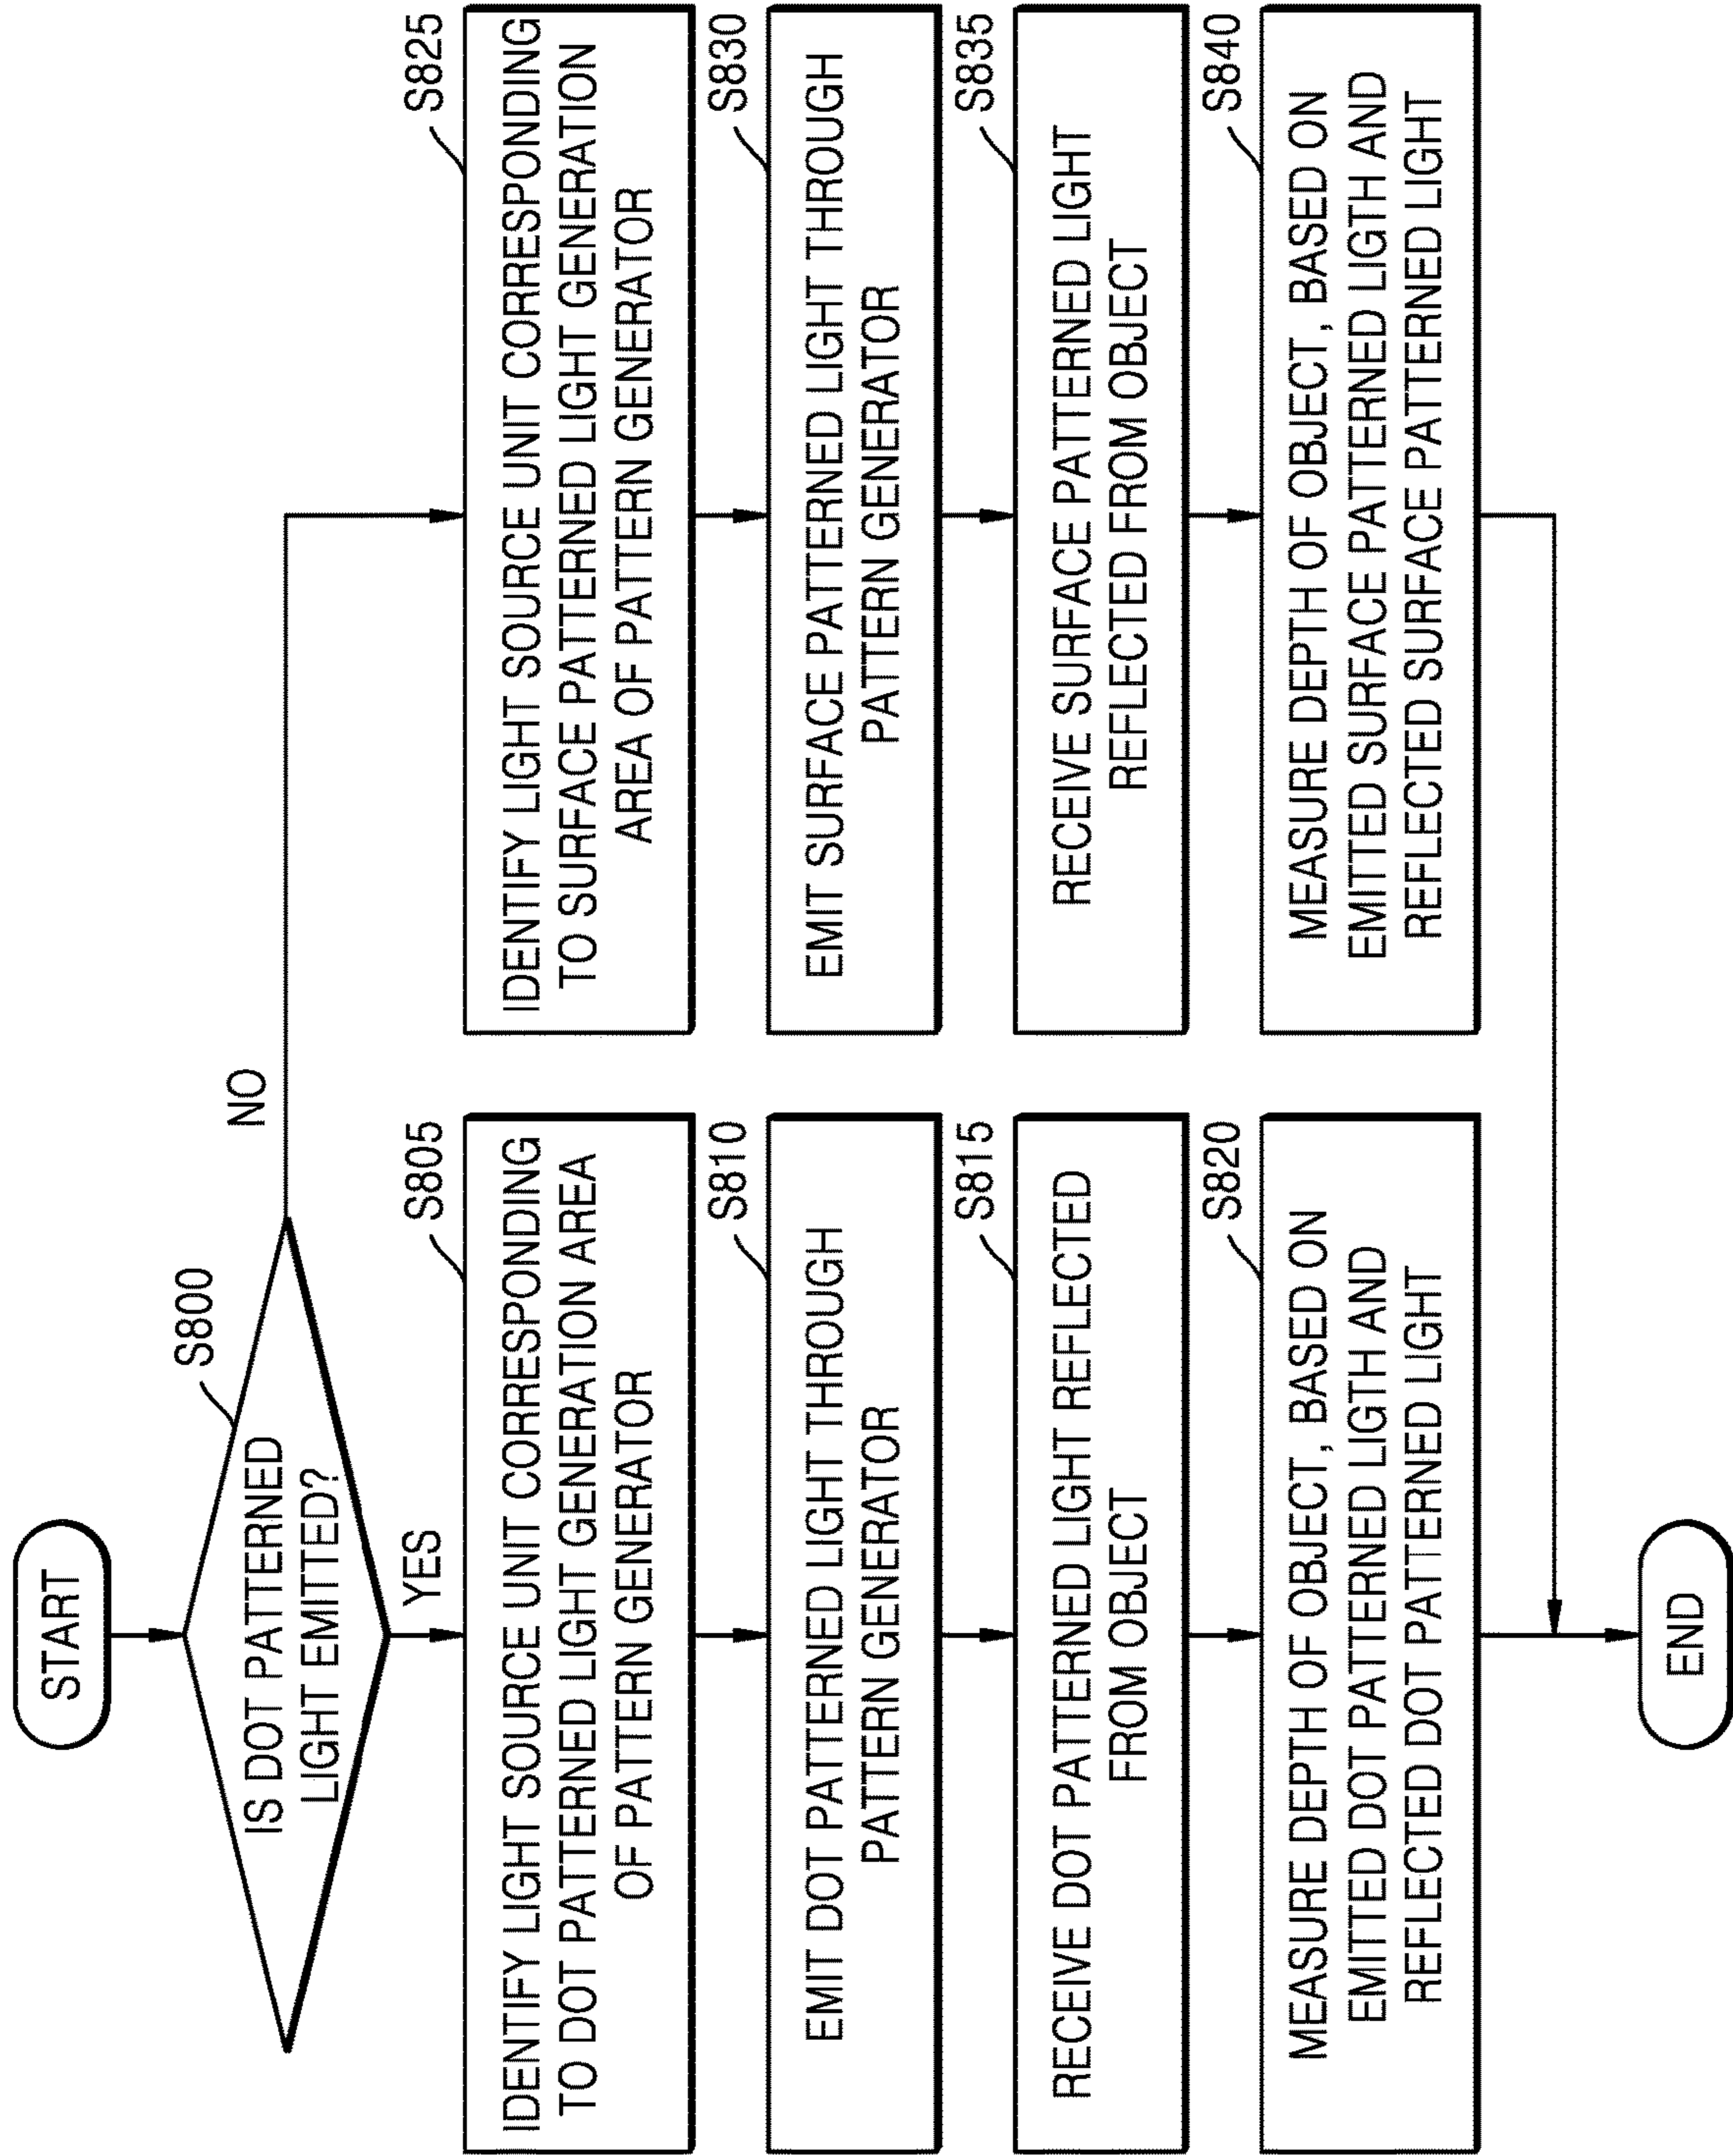 START
IS DOT PATTERNED
LIGHT EMITTED?
S800
NO
YES
S805
IDENTIFY LIGHT SOURCE UNIT CORRESPONDING
TO DOT PATTERNED LIGHT GENERATION AREA
OF PATTERN GENERATOR
S810
EMIT DOT PATTERNED LIGHT THROUGH
PATTERN GENERATOR
S815
RECEIVE DOT PATTERNED LIGHT REFLECTED
FROM OBJECT
S820
MEASURE DEPTH OF OBJECT, BASED ON
EMITTED DOT PATTERNED LIGTH AND
REFLECTED DOT PATTERNED LIGHT
S825
IDENTIFY LIGHT SOURCE UNIT CORRESPONDING
TO SURFACE PATTERNED LIGHT GENERATION
AREA OF PATTERN GENERATOR
S830
EMIT SURFACE PATTERNED LIGHT THROUGH
PATTERN GENERATOR
S835
RECEIVE SURFACE PATTERNED LIGHT
REFLECTED FROM OBJECT
S840
MEASURE DEPTH OF OBJECT, BASED ON
EMITTED SURFACE PATTERNED LIGTH AND
REFLECTED SURFACE PATTERNED LIGHT
END